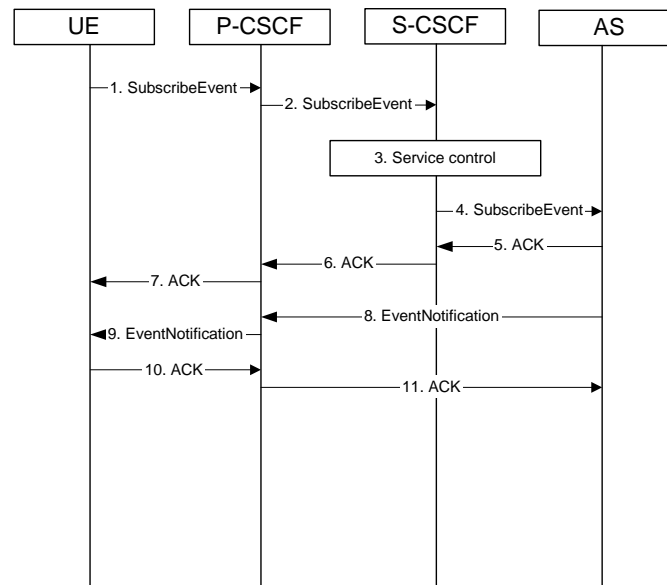 UE
P-CSCF
S-CSCF
AS
1. SubscribeEvent
2. SubscribeEvent
3. Service control
4. SubscribeEvent
5. ACK
6. ACK
7. ACK
8. EventNotification
9. EventNotification
10. ACK
11. ACK